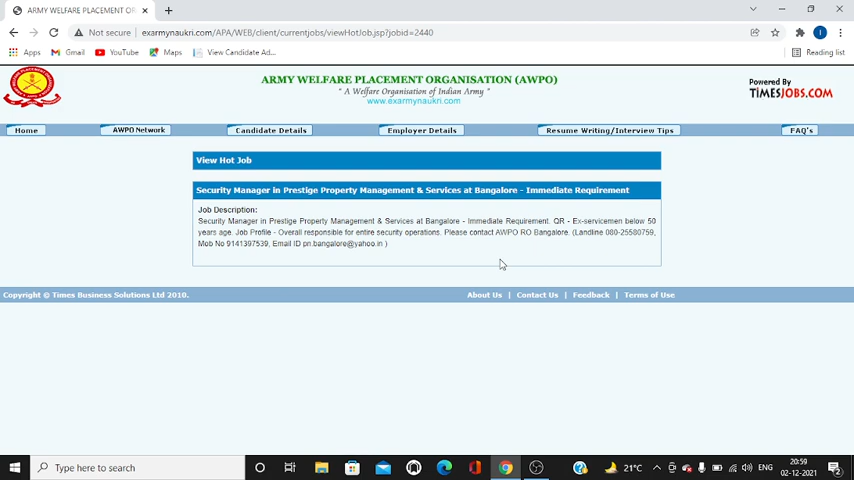 ARMY WELFARE PLACEMENT OR
Not secure
exarmynaukri.com/APA/WEB/client/currentjobs/viewHotJob.jsp?jobid=2440
Apps
Gmail
YouTube
Maps
View Candidate Ad...
Reading list
ARMY WELFARE PLACEMENT ORGANISATION (AWPO)
" A Welfare Organisation of Indian Army "
www.exarmynaukri.com
Powered By
TIMESJOBS.COM
Home
AWPO Network
Candidate Details
Employer Details
Resume Writing/Interview Tips
FAQ's
View Hot Job
Security Manager in Prestige Property Management & Services at Bangalore - Immediate Requirement
Job Description:
Security Manager in Prestige Property Management & Services at Bangalore - Immediate Requirement. QR - Ex-servicemen below 50
years age. Job Profile - Overall responsible for entire security operations. Please contact AWPO RO Bangalore. (Landline 080-25580759,
Mob No 9141397539, Email ID pn.bangalore@yahoo.in )
Copyright © Times Business Solutions Ltd 2010.
About Us | Contact Us | Feedback | Terms of Use
Type here to search
21°C
ENG
20:59
02-12-2021
2